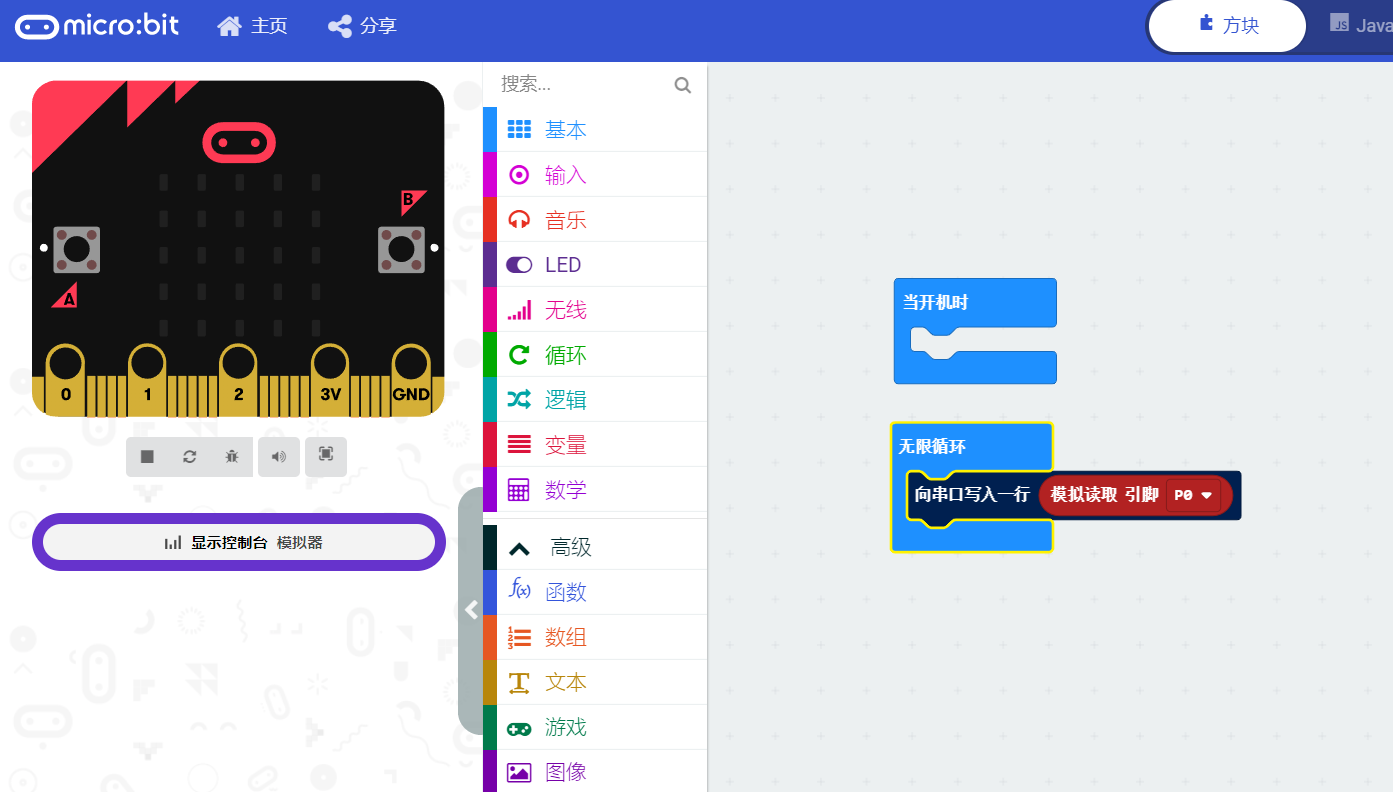 micro:bit 主页 分享 方块 JS Java
搜索...
基本
输入
音乐
LED
无线
循环
逻辑
变量
数学
高级
f(x) 函数
1 2 3 数组
T 文本
游戏
图像
B
A
0 1 2 3V GND
显示控制台 模拟器
当开机时
无限循环
向串口写入一行 模拟读取 引脚 P0